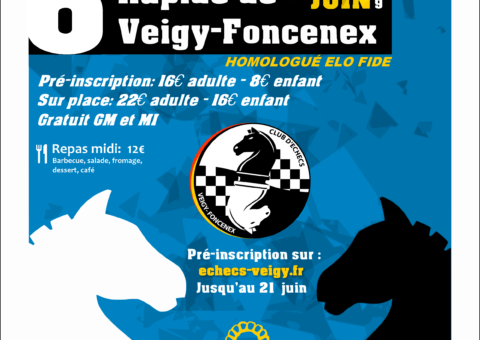 6
Rapide de
JUIN
Veigy-Foncenex
HOMOLOGUÉ ELO FIDE
Pré-inscription: 16€ adulte - 8€ enfant
Sur place: 22€ adulte - 16€ enfant
Gratuit GM et MI
Repas midi: 12€
Barbecue, salade, fromage,
dessert, café
CLUB D'ECHECS
VEIGY-FONCENEX
Pré-inscription sur :
echecs-veigy.fr
Jusqu'au 21 juin